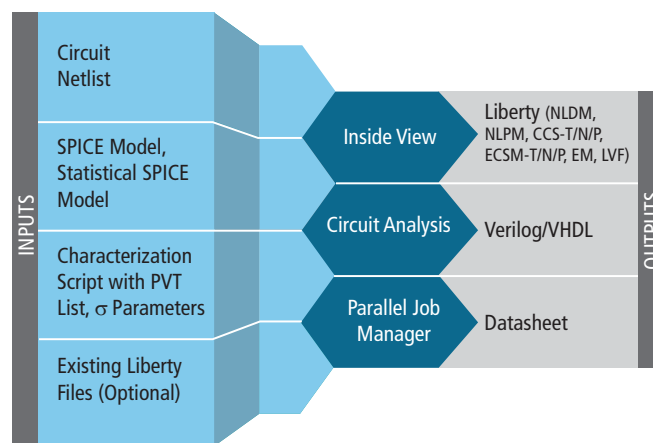 INPUTS
Circuit
Netlist
SPICE Model,
Statistical SPICE
Model
Characterization
Script with PVT
List, σ Parameters
Existing Liberty
Files (Optional)
Inside View
Circuit Analysis
Parallel Job
Manager
Liberty (NLDM,
NLPM, CCS-T/N/P,
ECSM-T/N/P, EM, LVF)
Verilog/VHDL
Datasheet
OUTPUTS